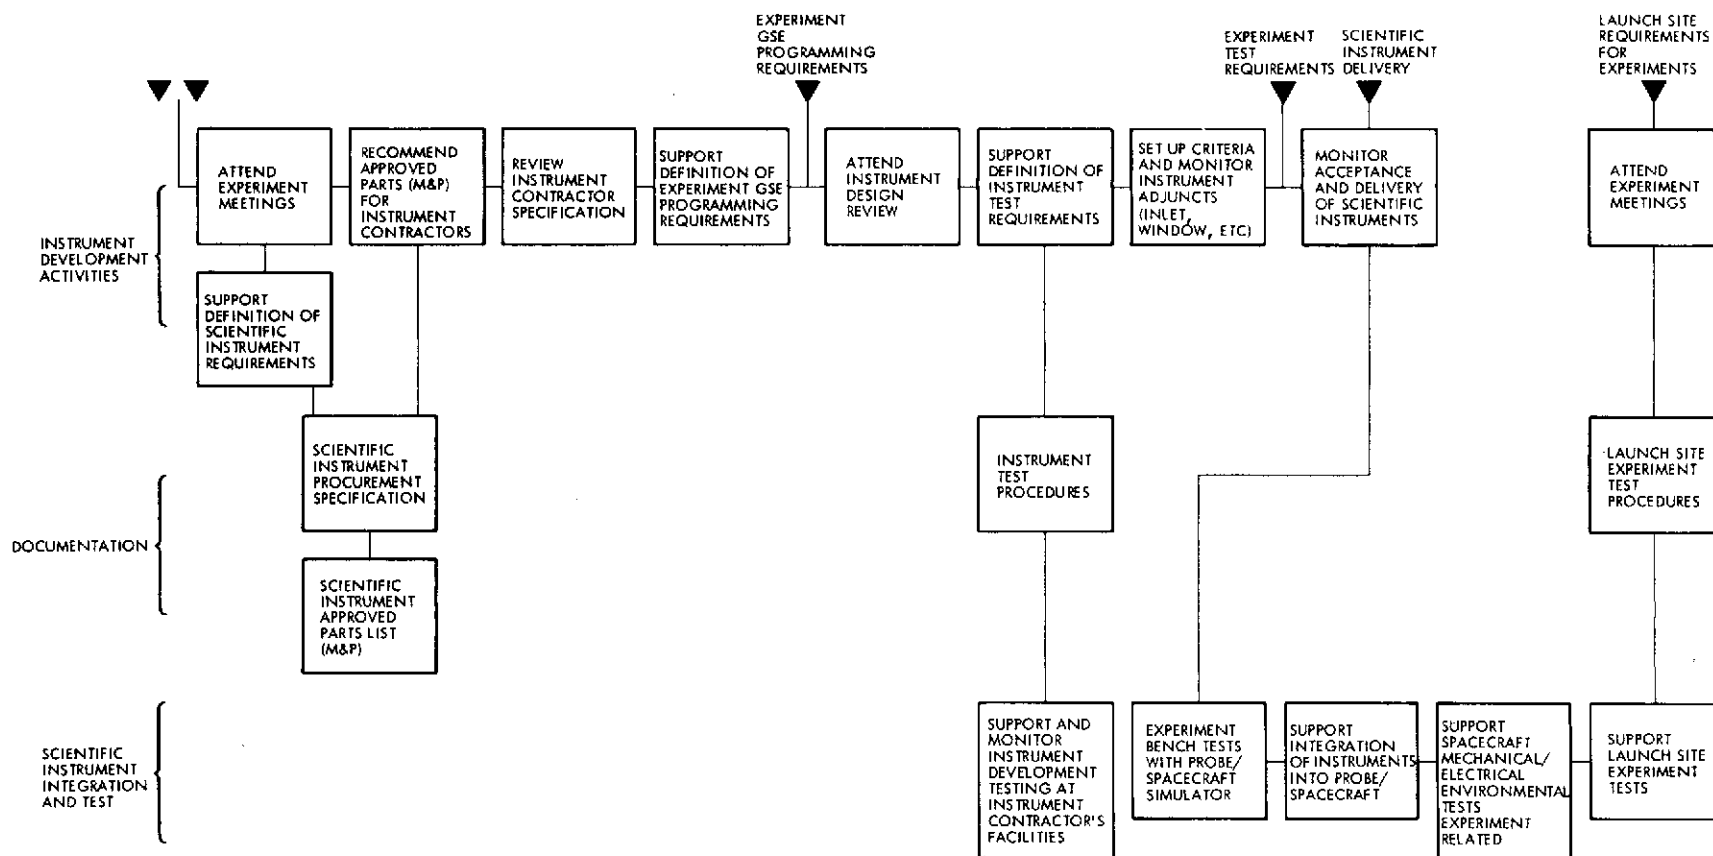 EXPERIMENT
GSE
PROGRAMMING
REQUIREMENTS
EXPERIMENT
TEST
REQUIREMENTS
SCIENTIFIC
INSTRUMENT
DELIVERY
LAUNCH SITE
REQUIREMENTS
FOR
EXPERIMENTS
INSTRUMENT
DEVELOPMENT
ACTIVITIES
ATTEND
EXPERIMENT
MEETINGS
RECOMMEND
APPROVED
PARTS (M&P)
FOR
INSTRUMENT
CONTRACTORS
REVIEW
INSTRUMENT
CONTRACTOR
SPECIFICATION
SUPPORT
DEFINITION OF
EXPERIMENT GSE
PROGRAMMING
REQUIREMENTS
ATTEND
INSTRUMENT
DESIGN
REVIEW
SUPPORT
DEFINITION OF
INSTRUMENT
TEST
REQUIREMENTS
SET UP CRITERIA
AND MONITOR
INSTRUMENT
ADJUNCTS
(INLET,
WINDOW, ETC)
MONITOR
ACCEPTANCE
AND DELIVERY
OF SCIENTIFIC
INSTRUMENTS
ATTEND
EXPERIMENT
MEETINGS
SUPPORT
DEFINITION OF
SCIENTIFIC
INSTRUMENT
REQUIREMENTS
DOCUMENTATION
SCIENTIFIC
INSTRUMENT
PROCUREMENT
SPECIFICATION
INSTRUMENT
TEST
PROCEDURES
LAUNCH SITE
EXPERIMENT
TEST
PROCEDURES
SCIENTIFIC
INSTRUMENT
APPROVED
PARTS LIST
(M&P)
SCIENTIFIC
INSTRUMENT
INTEGRATION
AND TEST
SUPPORT AND
MONITOR
INSTRUMENT
DEVELOPMENT
TESTING AT
INSTRUMENT
CONTRACTOR'S
FACILITIES
EXPERIMENT
BENCH TESTS
WITH PROBE/
SPACECRAFT
SIMULATOR
SUPPORT
INTEGRATION
OF INSTRUMENTS
INTO PROBE/
SPACECRAFT
SUPPORT
SPACECRAFT
MECHANICAL/
ELECTRICAL
ENVIRONMENTAL
TESTS
EXPERIMENT
RELATED
SUPPORT
LAUNCH SITE
EXPERIMENT
TESTS